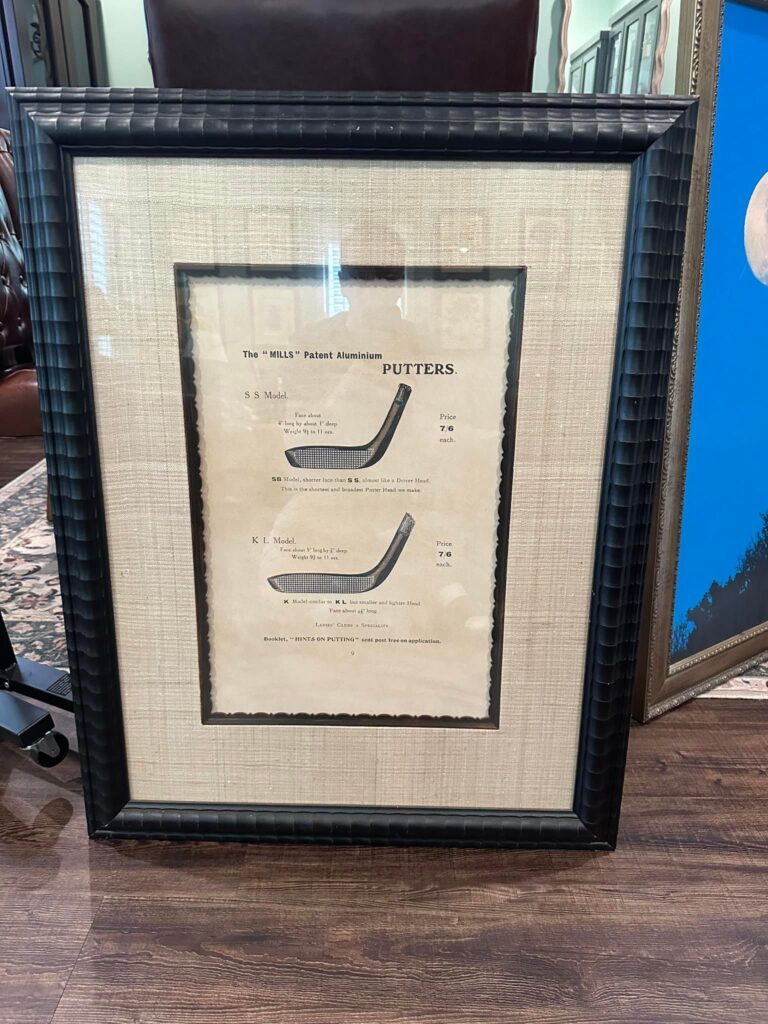 The "MILLS" Patent Aluminium
PUTTERS.
S S Model.
Face about
4" long by about 1" deep.
Weight 9½ to 11 ozs.
Price
7/6
each.
SB Model, shorter face than SS, almost like a Driver Head.
This is the shortest and broadest Putter Head we make.
K L Model.
Face about 5" long by deep.
Weight 9½ to 11 ozs.
Price
7/6
each.
K Model similar to KL but smaller and lighter Head.
Face about long.
LADIES' CLUBS A SPECIALITY.
Booklet, "HINTS ON PUTTING" sent post free on application.
9